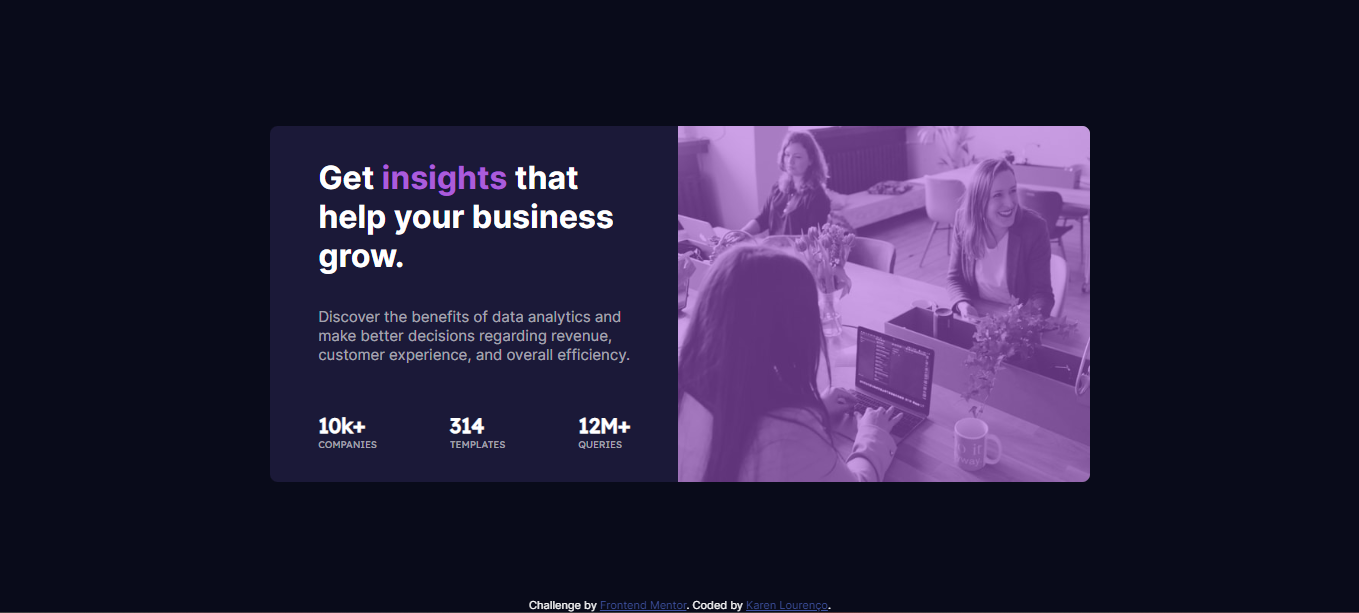 Get insights that
help your business
grow.
Discover the benefits of data analytics and
make better decisions regarding revenue,
customer experience, and overall efficiency.
10k+ 314 12M+
COMPANIES TEMPLATES QUERIES
Challenge by Frontend Mentor. Coded by Karen Lourenço.